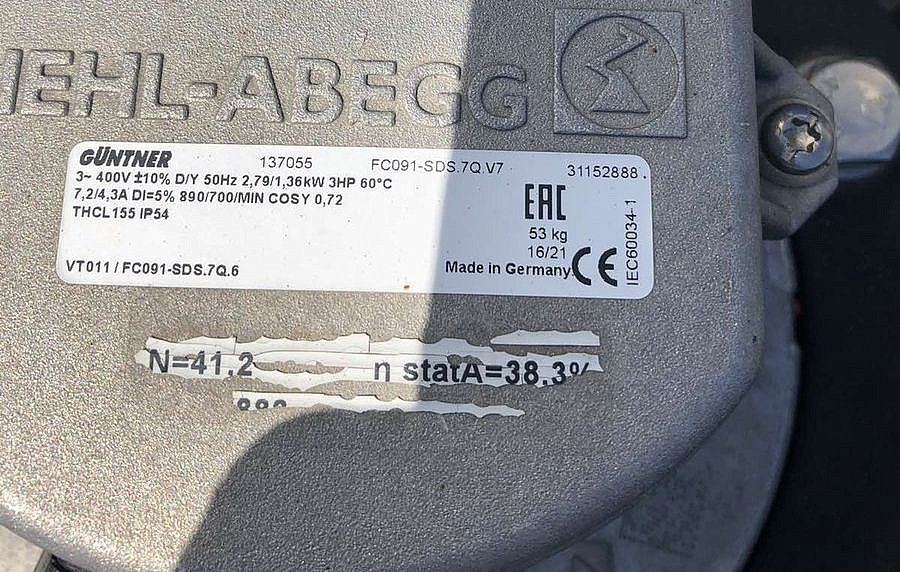 IEHL-ABEGG
GÜNTNER 137055 FC091-SDS.7Q.V7 31152888.
3~ 400V ±10% D/Y 50Hz 2,79/1,36kW 3HP 60°C
7,2/4,3A DI=5% 890/700/MIN COSY 0,72
THCL155 IP54
EAC
53 kg
16/21
VT011 / FC091-SDS.7Q.6
Made in Germany CE
IEC60034-1
N=41,2 n statA=38,3%